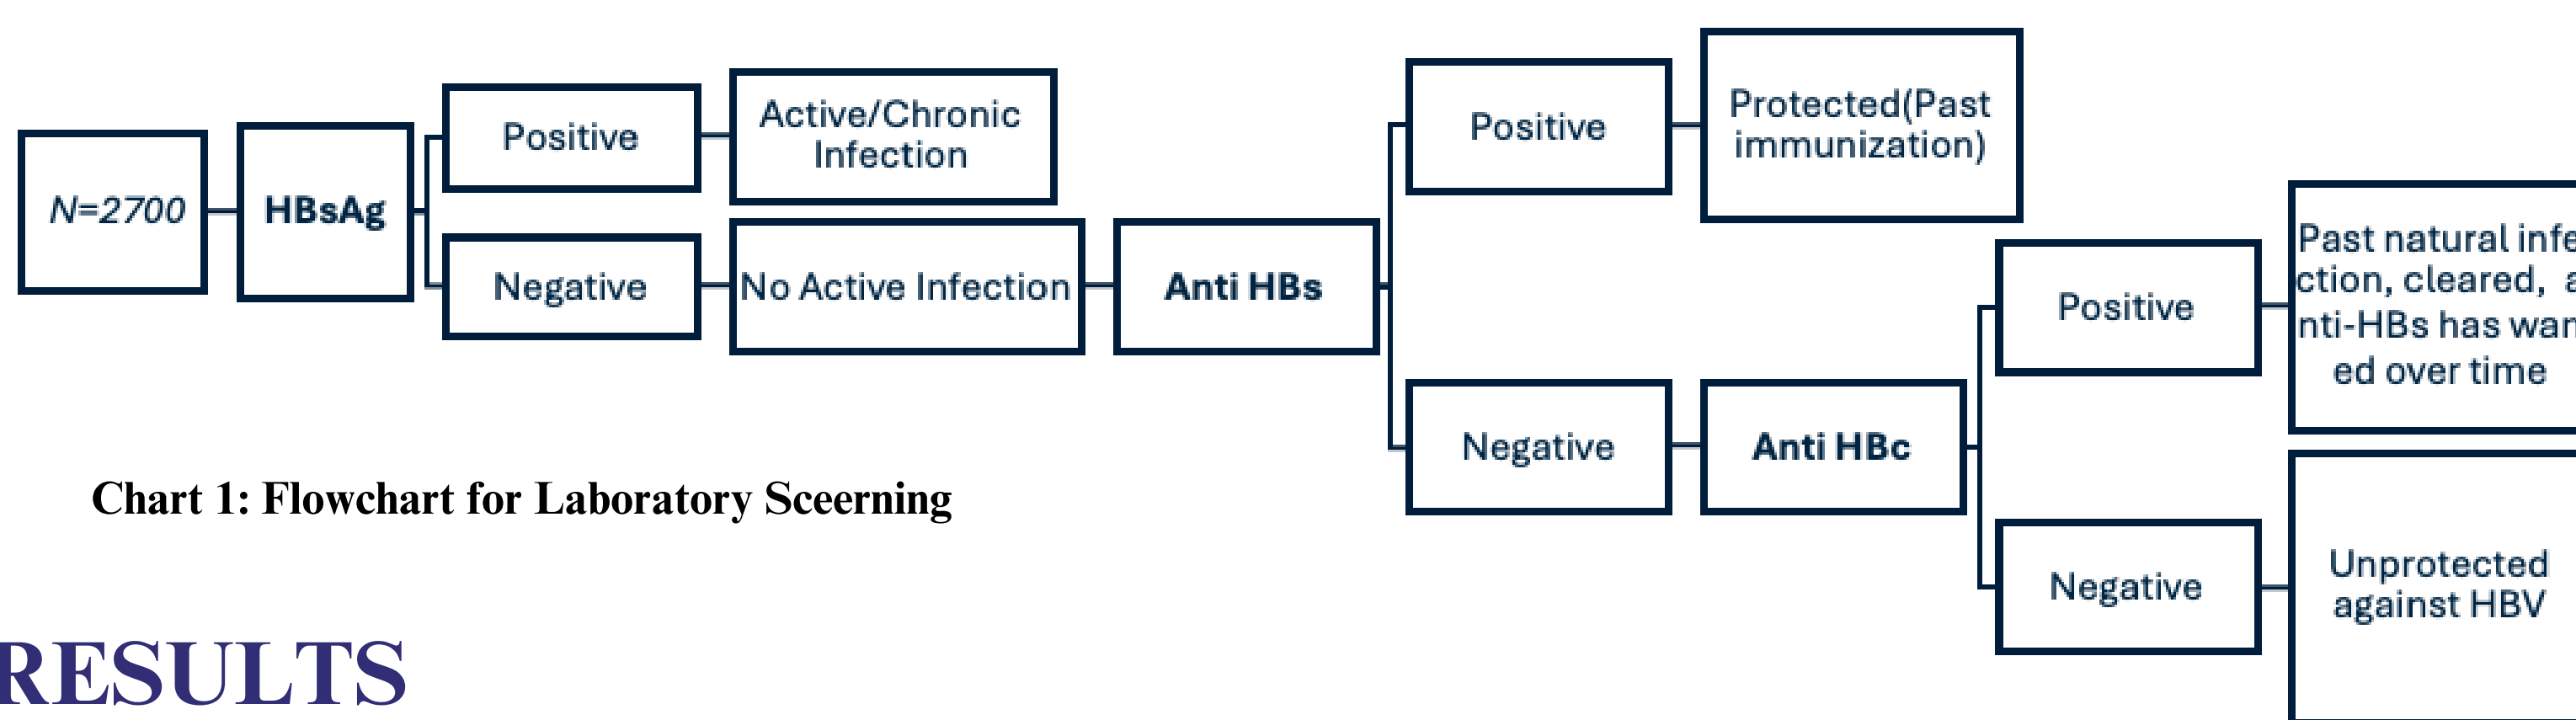 N=2700
HBsAg
Positive
Active/Chronic
Infection
Negative
No Active Infection
Anti HBs
Positive
Protected(Past
immunization)
Negative
Anti HBc
Positive
Past natural infe
ction, cleared, a
nti-HBs has wan
ed over time
Negative
Unprotected
against HBV
Chart 1: Flowchart for Laboratory Sceerning
RESULTS